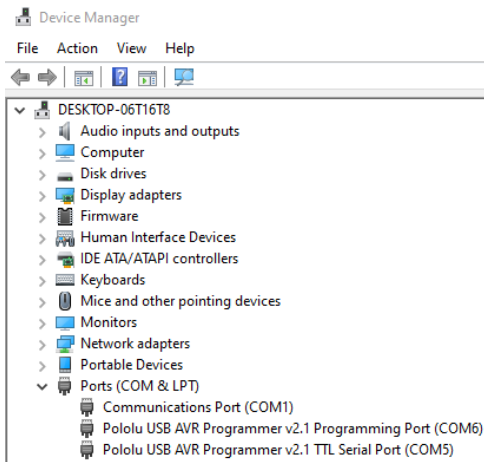 Device Manager
File Action View Help
DESKTOP-06T16T8
Audio inputs and outputs
Computer
Disk drives
Display adapters
Firmware
Human Interface Devices
IDE ATA/ATAPI controllers
Keyboards
Mice and other pointing devices
Monitors
Network adapters
Portable Devices
Ports (COM & LPT)
Communications Port (COM1)
Pololu USB AVR Programmer v2.1 Programming Port (COM6)
Pololu USB AVR Programmer v2.1 TTL Serial Port (COM5)